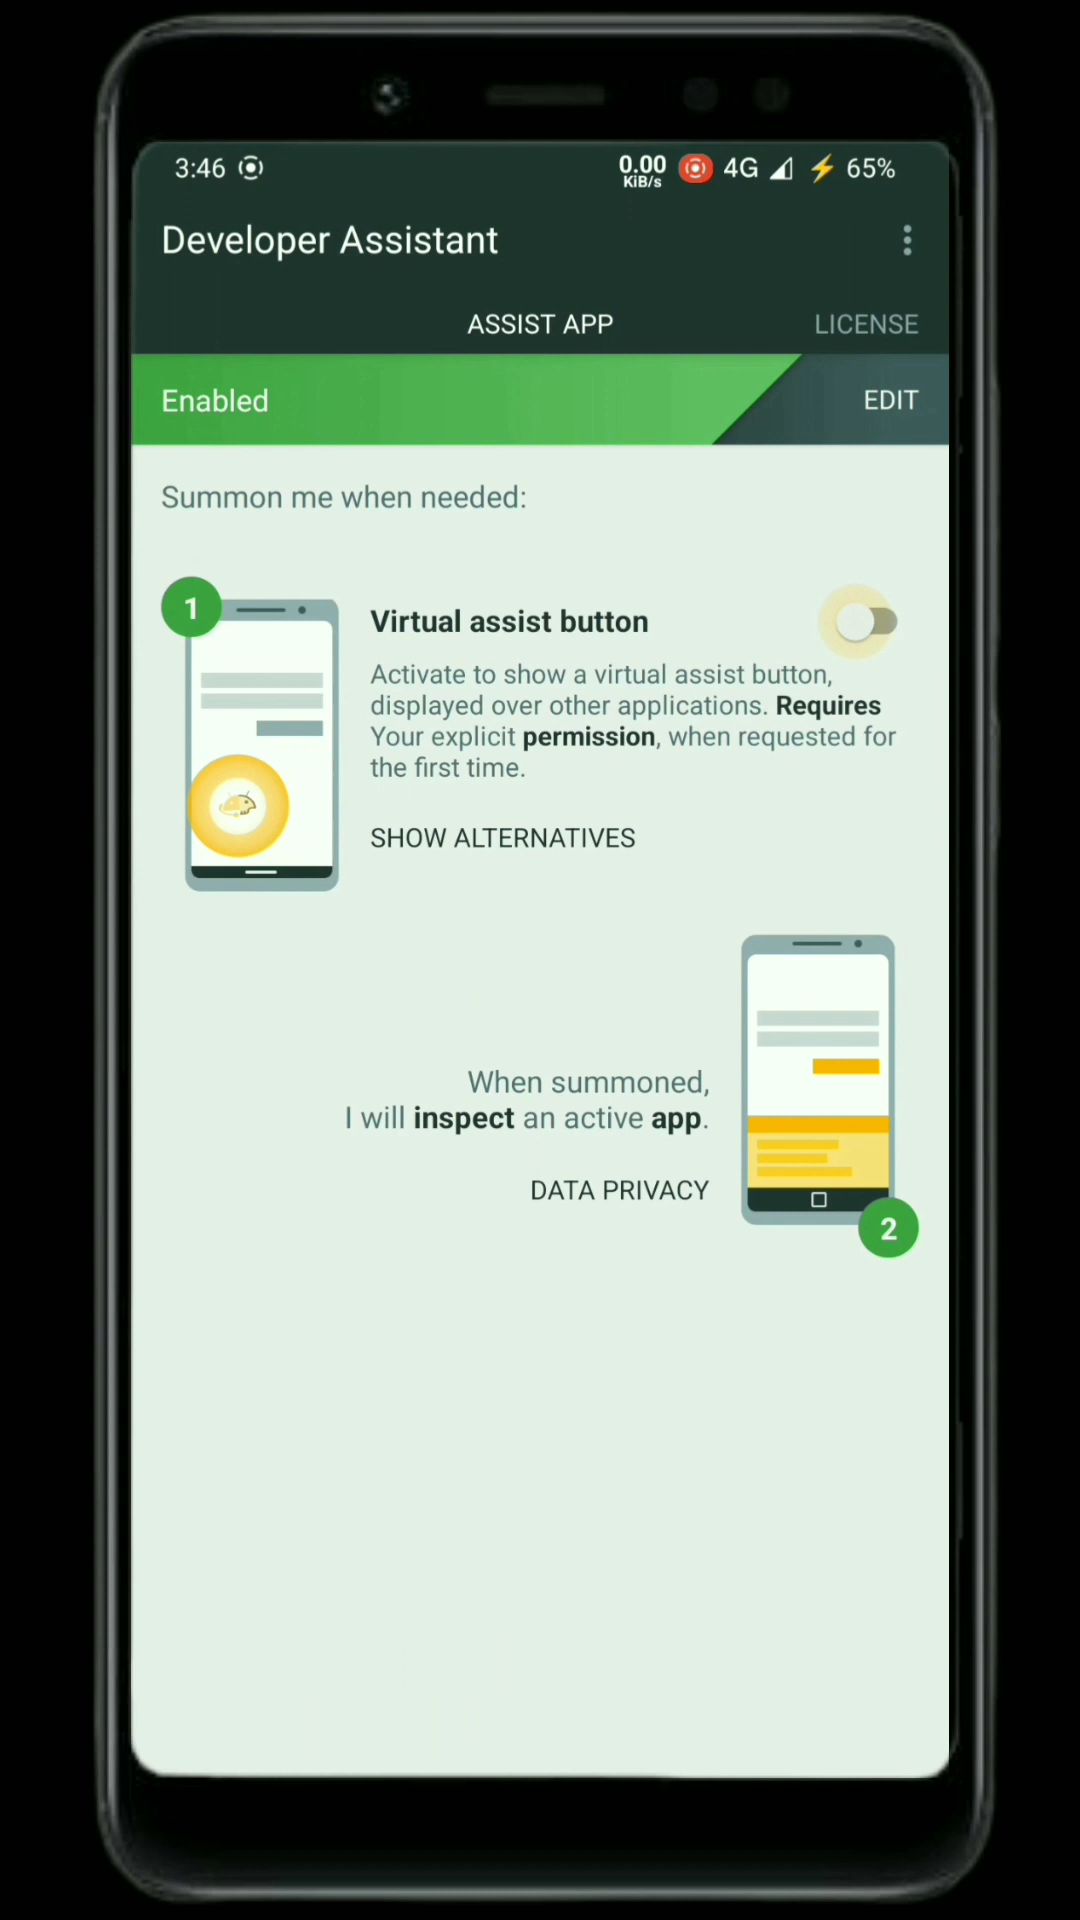 3:46 0.00 KiB/s 4G 65%
Developer Assistant
ASSIST APP LICENSE
Enabled EDIT
Summon me when needed:
1
Virtual assist button
Activate to show a virtual assist button,
displayed over other applications. Requires
Your explicit permission, when requested for
the first time.
SHOW ALTERNATIVES
When summoned,
I will inspect an active app.
DATA PRIVACY
2